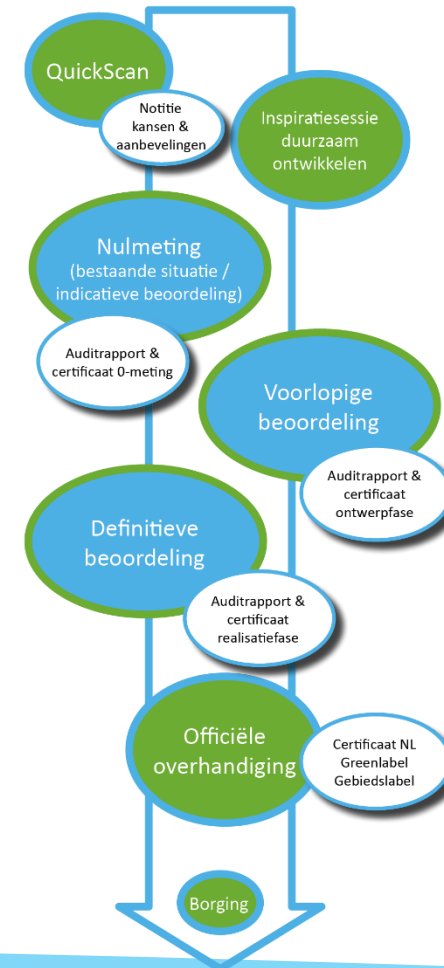 QuickScan
Notitie
kansen &
aanbevelingen
Inspiratiesessie
duurzaam
ontwikkelen
Nulmeting
(bestaande situatie /
indicatieve beoordeling)
Auditrapport &
certificaat 0-meting
Voorlopige
beoordeling
Auditrapport &
certificaat
ontwerpfase
Definitieve
beoordeling
Auditrapport &
certificaat
realisatiefase
Officiële
overhandiging
Certificaat NL
Greenlabel
Gebiedslabel
Borging